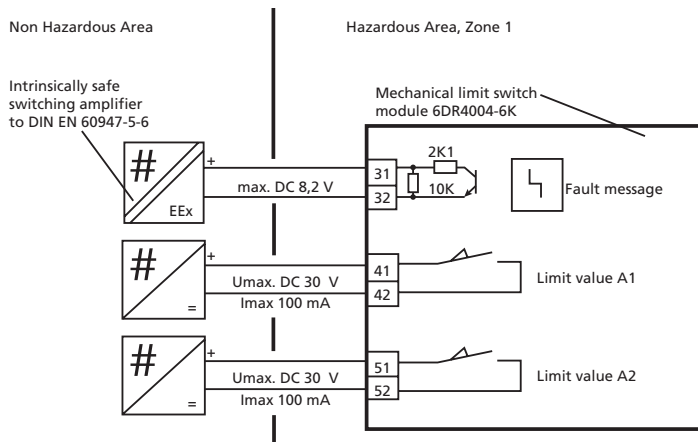 Non Hazardous Area
Hazardous Area, Zone 1
Intrinsically safe
switching amplifier
to DIN EN 60947-5-6
Mechanical limit switch
module 6DR4004-6K
#
+
EEx
max. DC 8,2 V
31
32
2K1
10K
Fault message
#
+
=
Umax. DC 30 V
Imax 100 mA
41
42
Limit value A1
#
+
=
Umax. DC 30 V
Imax 100 mA
51
52
Limit value A2